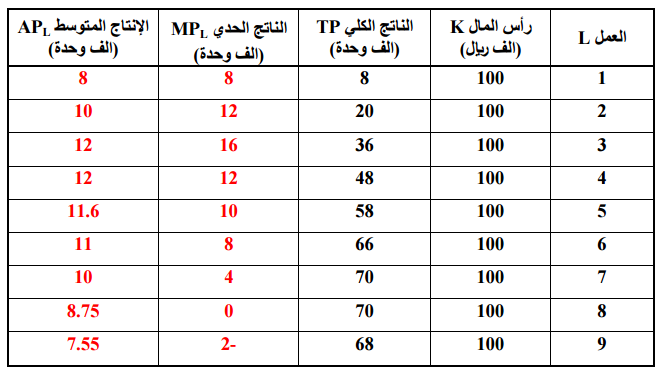 العمل L رأس المال K (الف ريال) الناتج الكلي TP (الف وحدة) الناتج الحدي MPL (الف وحدة) الإنتاج المتوسط APL (الف وحدة)
1 100 8 8 8
2 100 20 12 10
3 100 36 16 12
4 100 48 12 12
5 100 58 10 11.6
6 100 66 8 11
7 100 70 4 10
8 100 70 0 8.75
9 100 68 2- 7.55